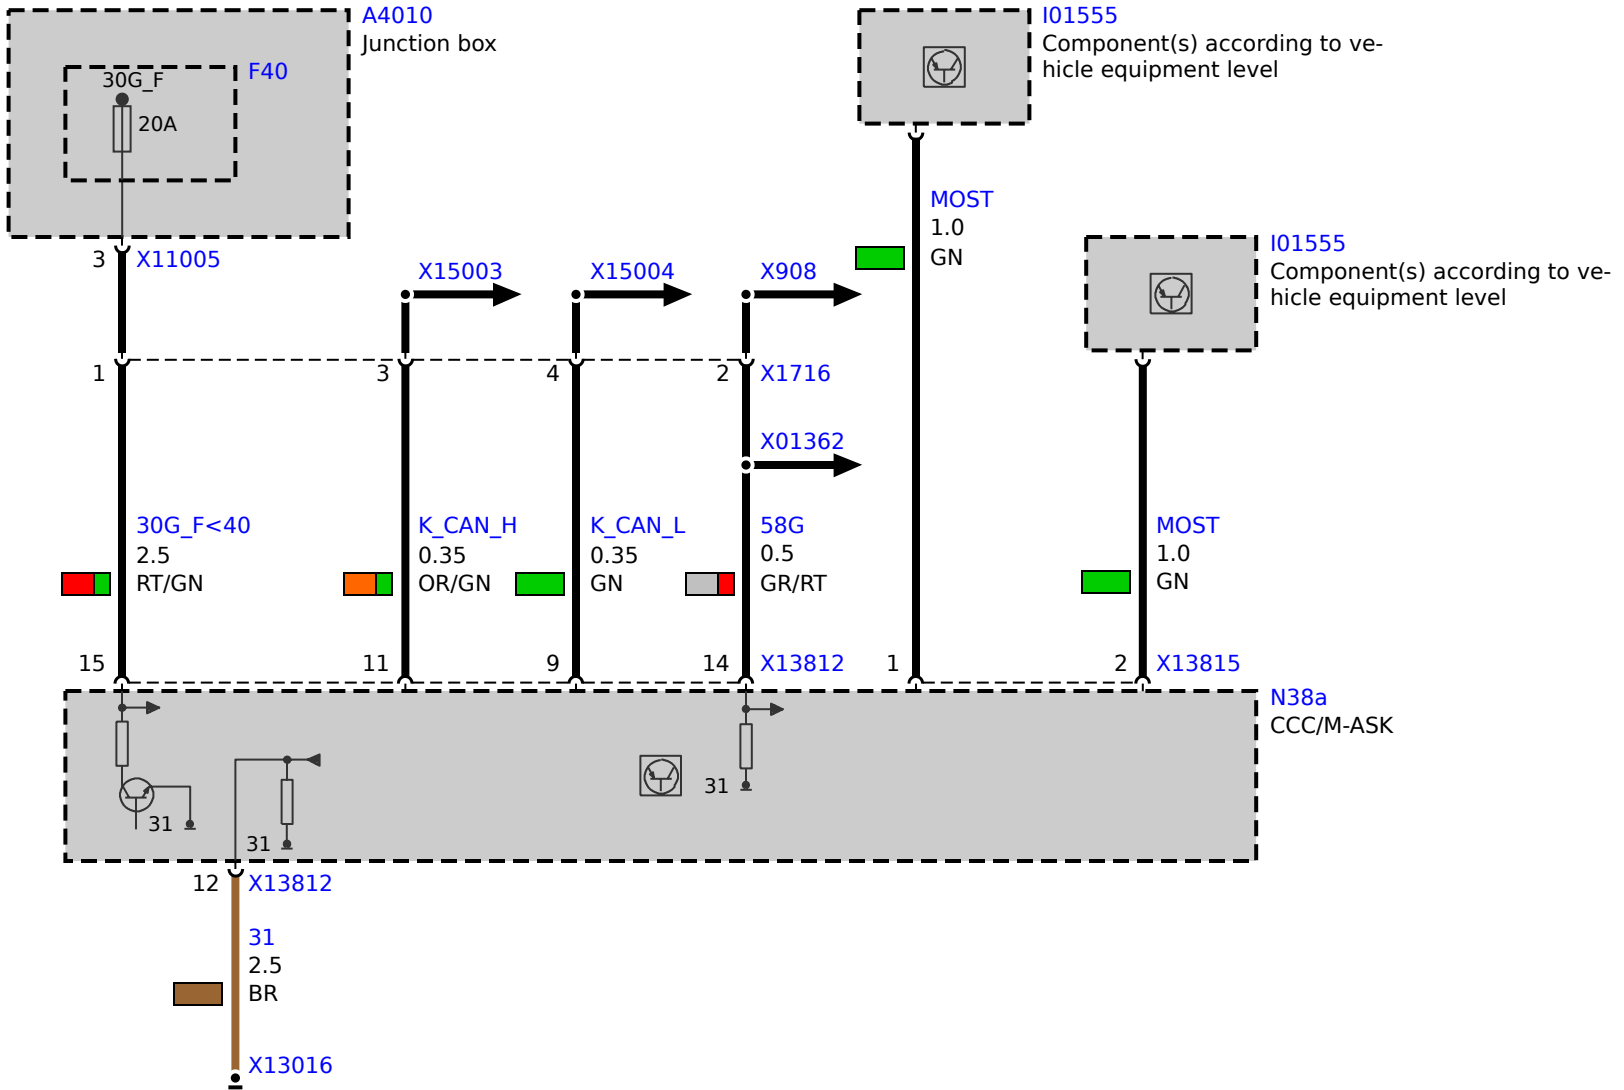 A4010
Junction box
F40
30G_F
20A
I01555
Component(s) according to ve-
hicle equipment level
MOST
1.0
GN
I01555
Component(s) according to ve-
hicle equipment level
3 X11005
X15003
X15004
X908
1
3
4
2 X1716
X01362
30G_F<40
2.5
RT/GN
K_CAN_H
0.35
OR/GN
K_CAN_L
0.35
GN
58G
0.5
GR/RT
MOST
1.0
GN
15
11
9
14 X13812
1
2 X13815
N38a
CCC/M-ASK
31
31
31
12 X13812
31
2.5
BR
X13016